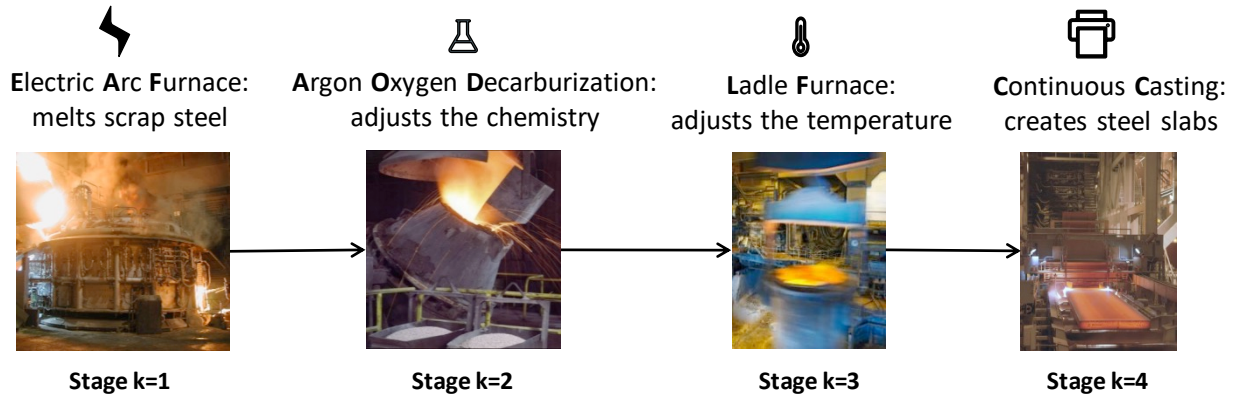 Electric Arc Furnace:
melts scrap steel
Argon Oxygen Decarburization:
adjusts the chemistry
Ladle Furnace:
adjusts the temperature
Continuous Casting:
creates steel slabs
Stage k=1
Stage k=2
Stage k=3
Stage k=4